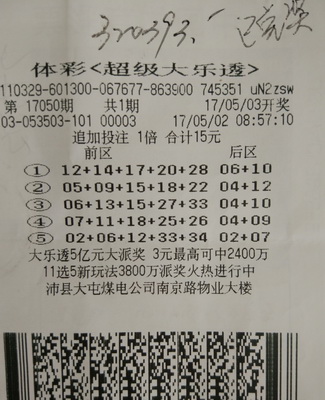 320393.
已兑奖
体彩<超级大乐透>
110329-601300-067677-863900 745351 uN2zsw
第 17050期 共1期 17/05/03开奖
03-053503-101 00003 17/05/02 08:57:10
追加投注 1倍 合计15元
前区 后区
① 12+14+17+20+28 06+10
② 05+09+15+18+22 04+12
③ 06+13+15+27+33 04+10
④ 07+11+18+25+26 04+09
⑤ 02+06+12+33+34 02+07
大乐透5亿元大派奖 3元最高可中2400万
11选5新玩法3800万派奖火热进行中
沛县大屯煤电公司南京路物业大楼